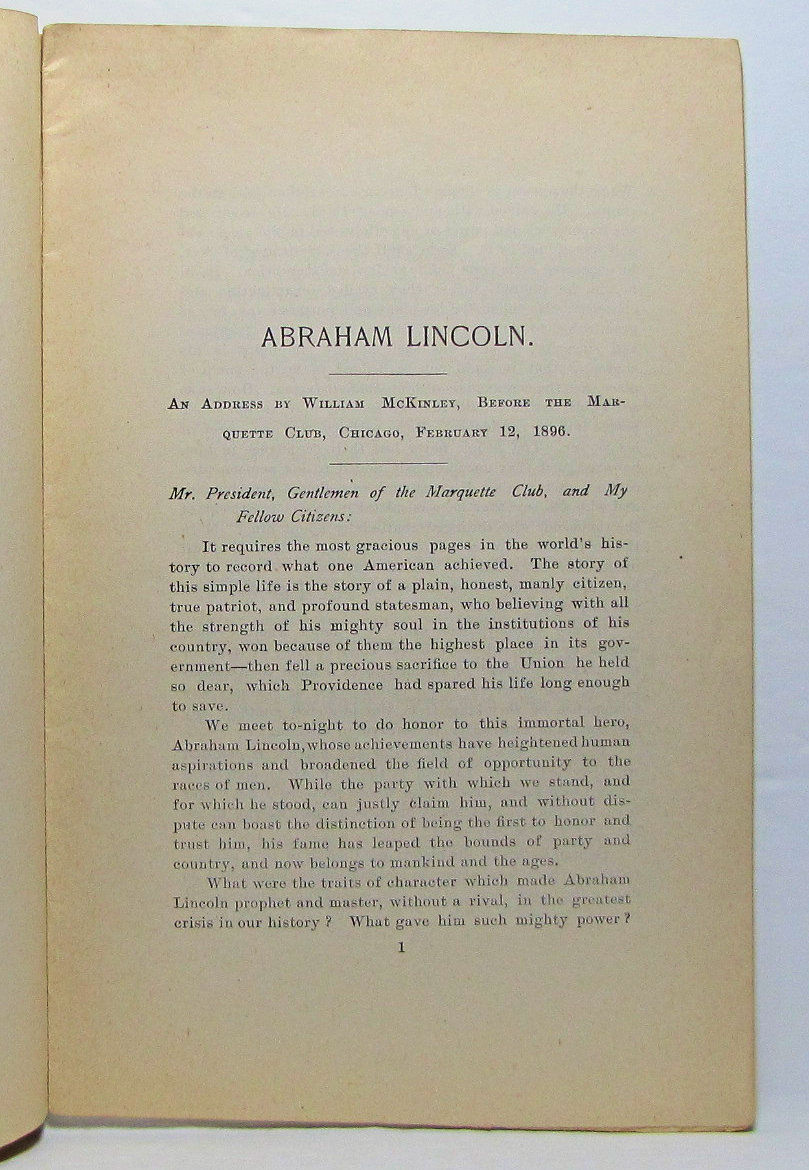 ABRAHAM LINCOLN.
AN ADDRESS BY WILLIAM MCKINLEY, BEFORE THE MAR-
QUETTE CLUB, CHICAGO, FEBRUARY 12, 1896.
Mr. President, Gentlemen of the Marquette Club, and My
Fellow Citizens:
It requires the most gracious pages in the world's his-
tory to record what one American achieved. The story of
this simple life is the story of a plain, honest, manly citizen,
true patriot, and profound statesman, who believing with all
the strength of his mighty soul in the institutions of his
country, won because of them the highest place in its gov-
ernment—then fell a precious sacrifice to the Union he held
so dear, which Providence had spared his life long enough
to save.
We meet to-night to do honor to this immortal hero,
Abraham Lincoln, whose achievements have heightened human
aspirations and broadened the field of opportunity to the
races of men. While the party with which we stand, and
for which he stood, can justly claim him, and without dis-
pute can boast the distinction of being the first to honor and
trust him, his fame has leaped the bounds of party and
country, and now belongs to mankind and the ages.
What were the traits of character which made Abraham
Lincoln prophet and master, without a rival, in the greatest
crisis in our history? What gave him such mighty power?
1